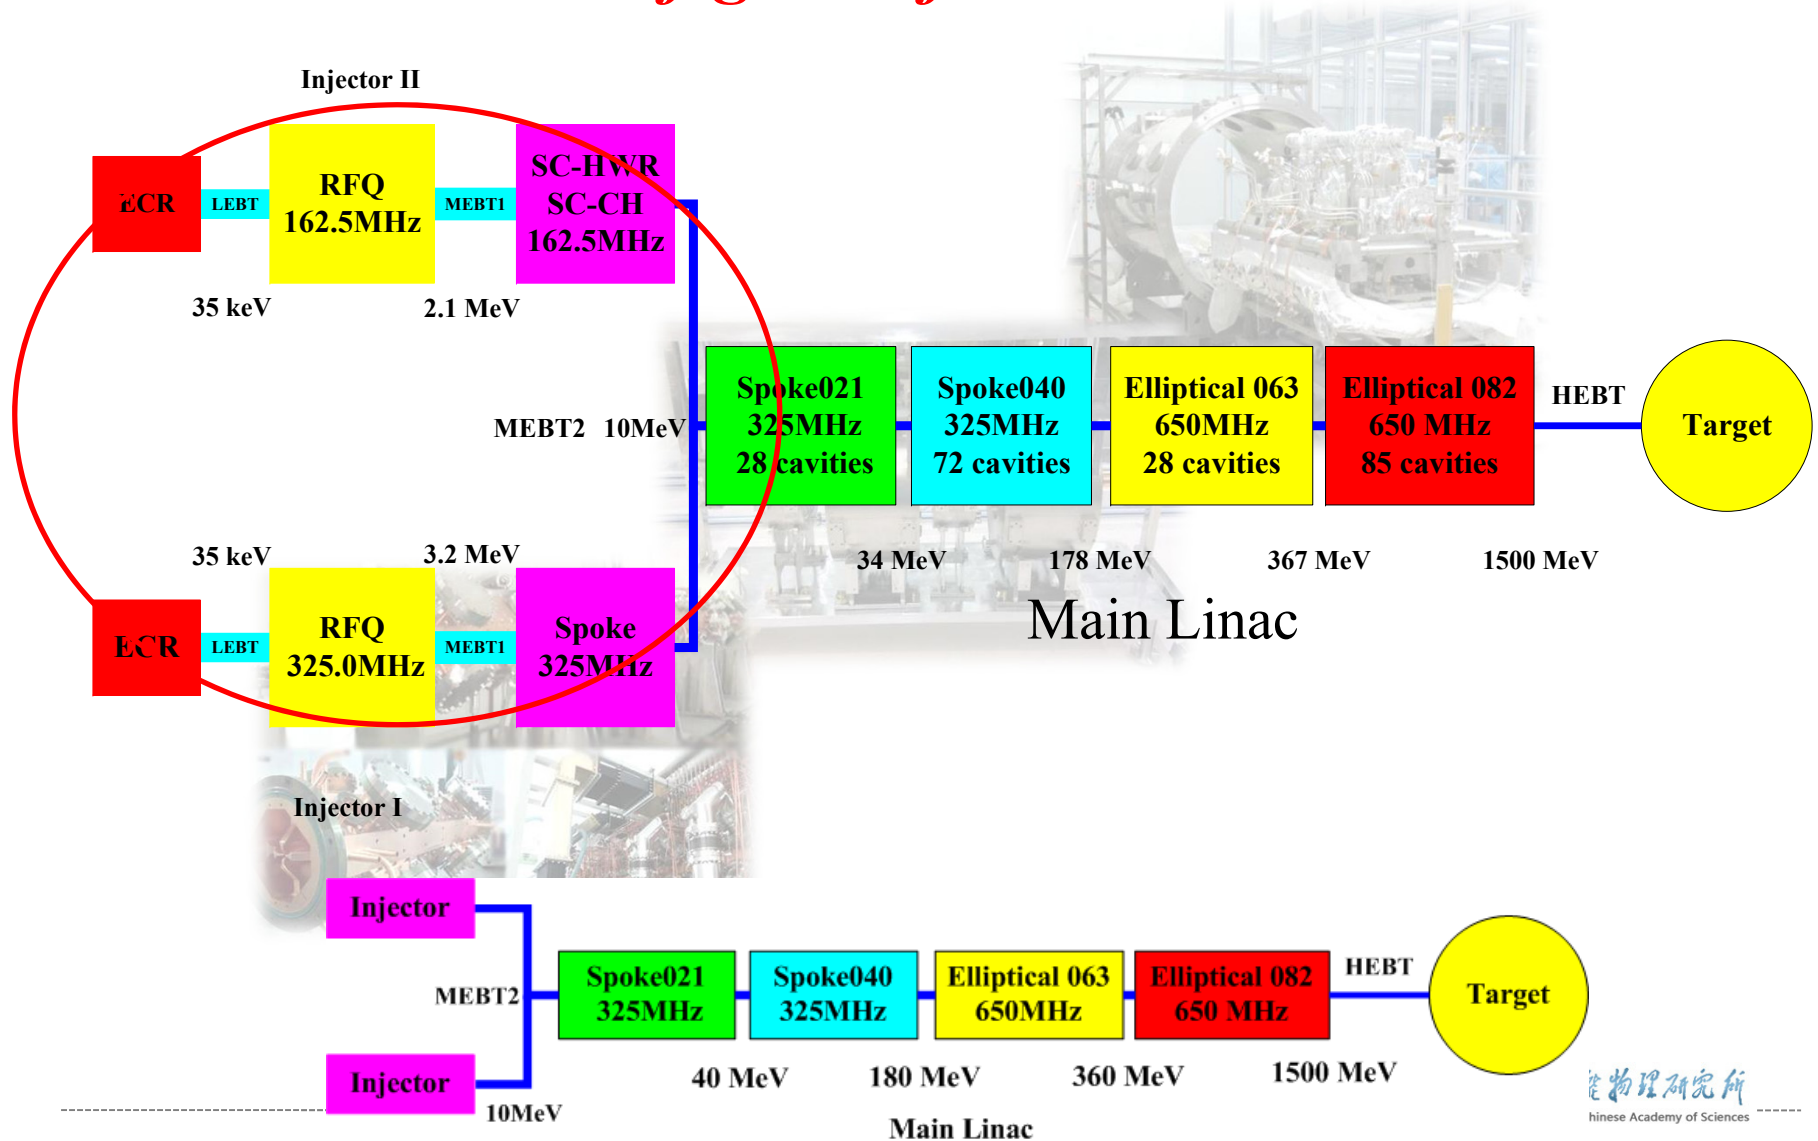 Injector II
ECR
LEBT
RFQ
162.5MHz
MEBT1
SC-HWR
SC-CH
162.5MHz
35 keV
2.1 MeV
MEBT2 10MeV
Spoke021
325MHz
28 cavities
Spoke040
325MHz
72 cavities
Elliptical 063
650MHz
28 cavities
Elliptical 082
650 MHz
85 cavities
HEBT
Target
34 MeV
178 MeV
367 MeV
1500 MeV
Main Linac
35 keV
3.2 MeV
ECR
LEBT
RFQ
325.0MHz
MEBT1
Spoke
325MHz
Injector I
Injector
MEBT2
Injector
10MeV
Spoke021
325MHz
Spoke040
325MHz
Elliptical 063
650MHz
Elliptical 082
650 MHz
HEBT
Target
40 MeV
180 MeV
360 MeV
1500 MeV
Main Linac
物理研究所
hinese Academy of Sciences